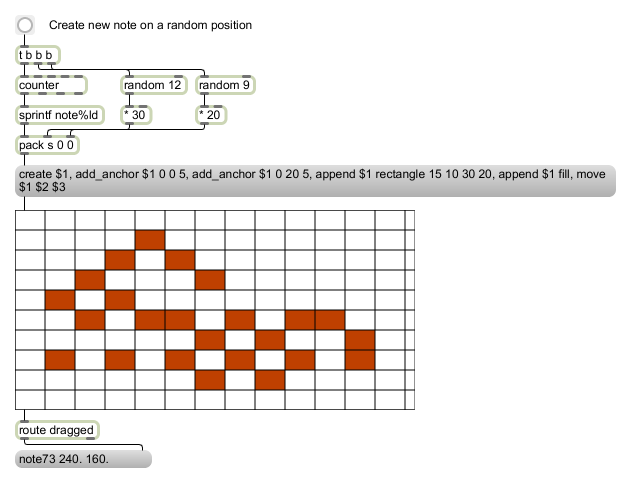 Create new note on a random position
t b b b
counter
random 12
random 9
sprintf note%ld
* 30
* 20
pack s 0 0
create $1, add_anchor $1 0 0 5, add_anchor $1 0 20 5, append $1 rectangle 15 10 30 20, append $1 fill, move
$1 $2 $3
route dragged
note73 240. 160.